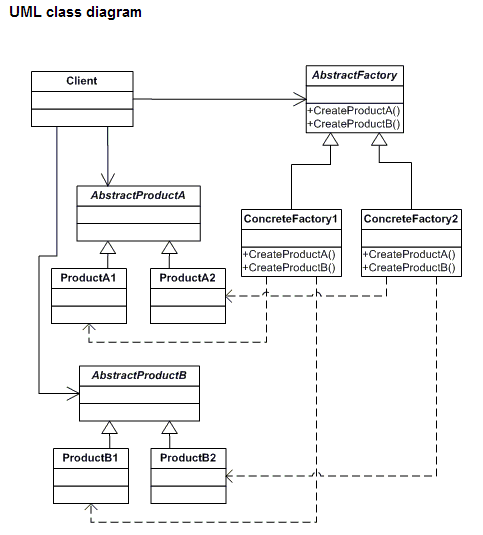 UML class diagram
Client
AbstractFactory
+CreateProductA()
+CreateProductB()
AbstractProductA
ConcreteFactory1
+CreateProductA()
+CreateProductB()
ConcreteFactory2
+CreateProductA()
+CreateProductB()
ProductA1
ProductA2
AbstractProductB
ProductB1
ProductB2